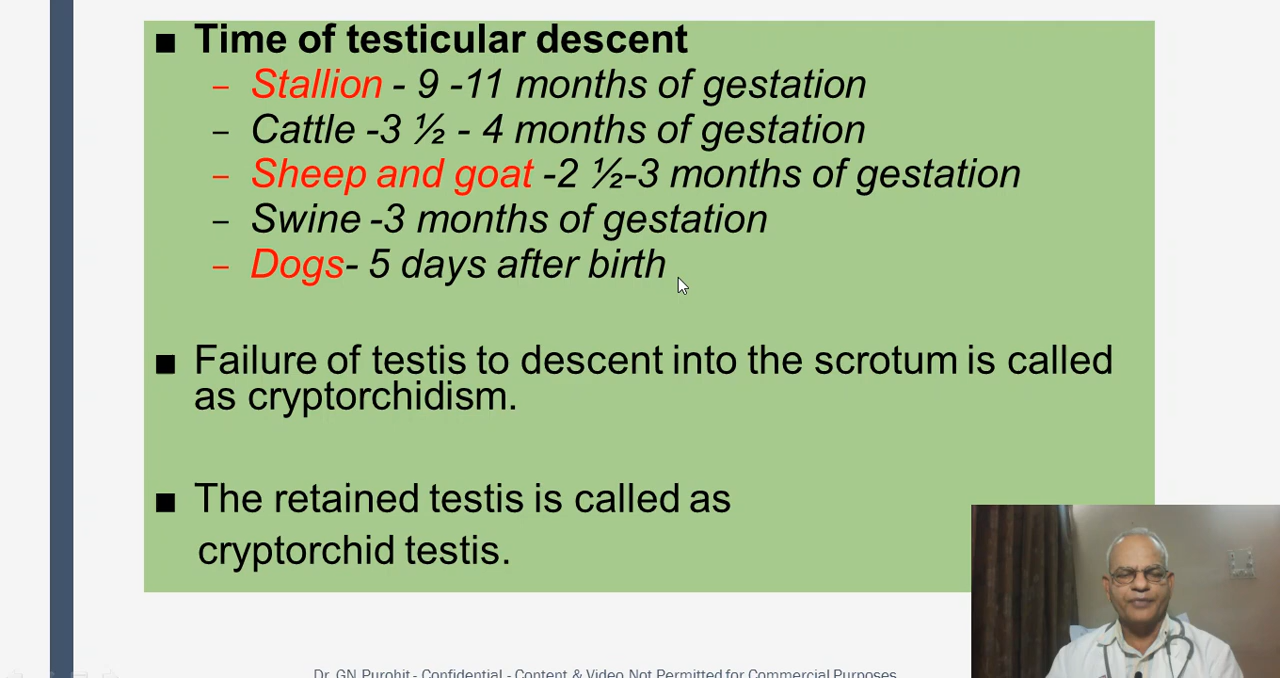 ■ Time of testicular descent
– Stallion - 9 -11 months of gestation
– Cattle -3 ½ - 4 months of gestation
– Sheep and goat -2 ½-3 months of gestation
– Swine -3 months of gestation
– Dogs- 5 days after birth
■ Failure of testis to descent into the scrotum is called
as cryptorchidism.
■ The retained testis is called as
cryptorchid testis.
Dr. GN Purohit - Confidential - Content & Video Not Permitted for Commercial Purposes